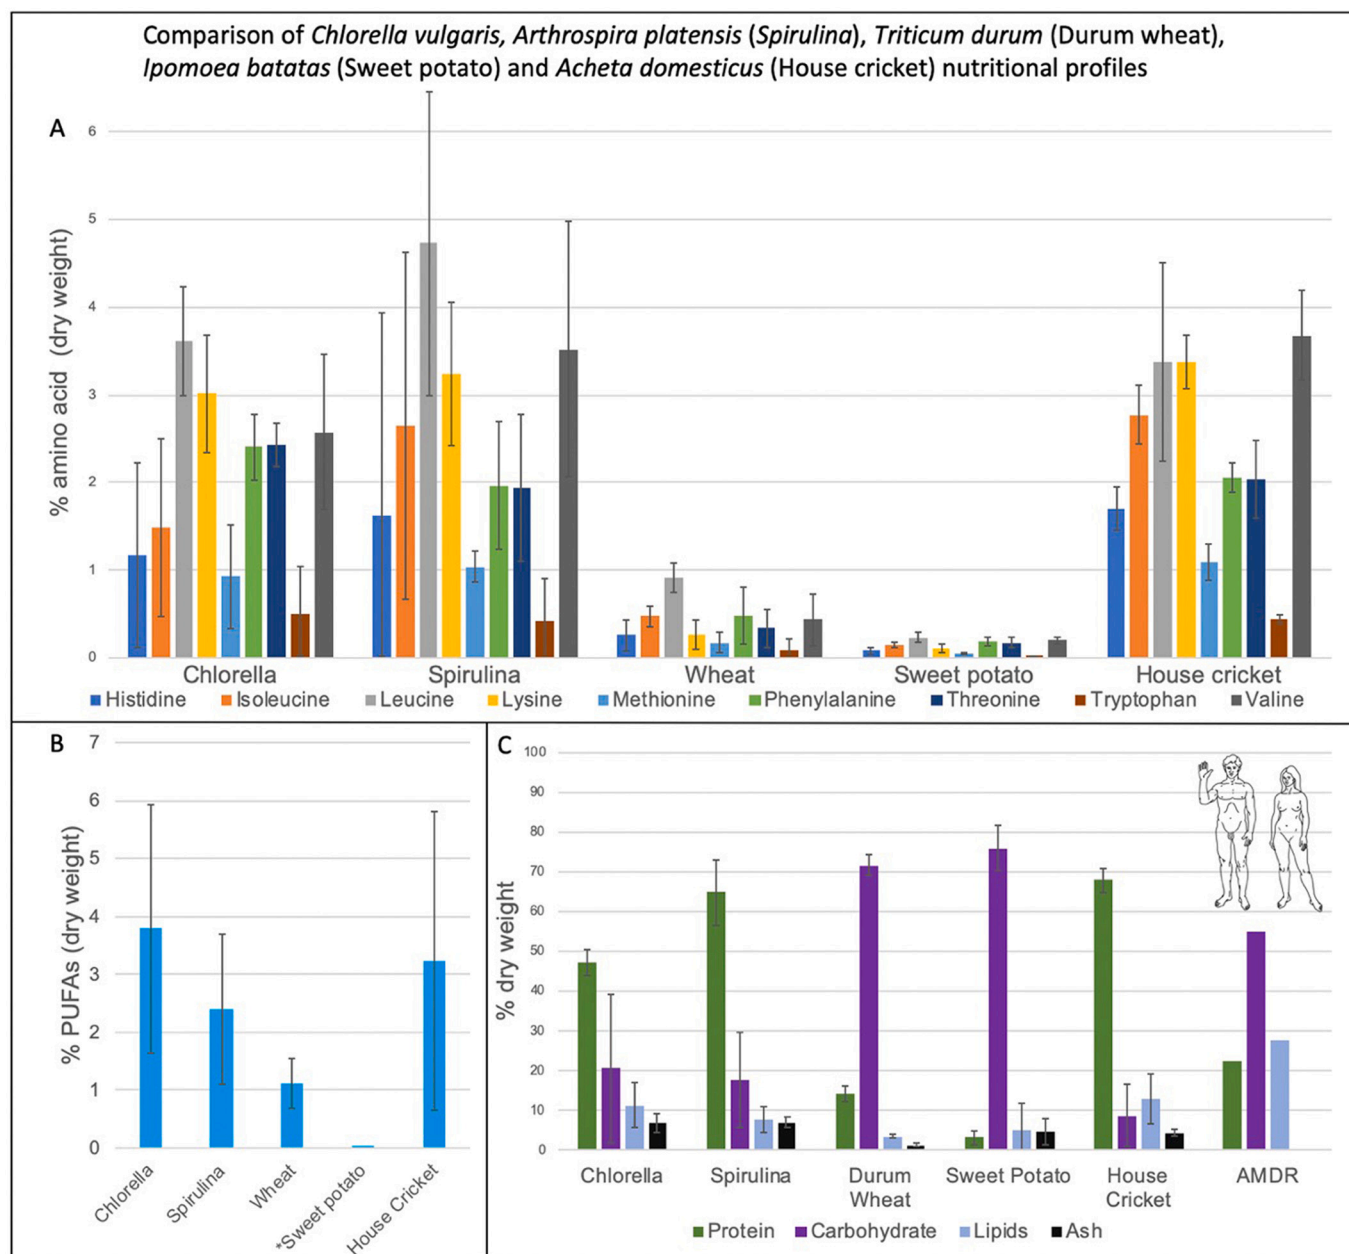 Comparison of Chlorella vulgaris, Arthrospira platensis (Spirulina), Triticum durum (Durum wheat),
Ipomoea batatas (Sweet potato) and Acheta domesticus (House cricket) nutritional profiles
A
% amino acid (dry weight)
6
5
4
3
2
1
0
Chlorella Spirulina Wheat Sweet potato House cricket
Histidine Isoleucine Leucine Lysine Methionine Phenylalanine Threonine Tryptophan Valine
B
% PUFAs (dry weight)
7
6
5
4
3
2
1
0
Chlorella
Spirulina
Wheat
*Sweet potato
House Cricket
C
% dry weight
100
90
80
70
60
50
40
30
20
10
0
Chlorella Spirulina Durum Sweet Potato House AMDR
Wheat Cricket
Protein Carbohydrate Lipids Ash